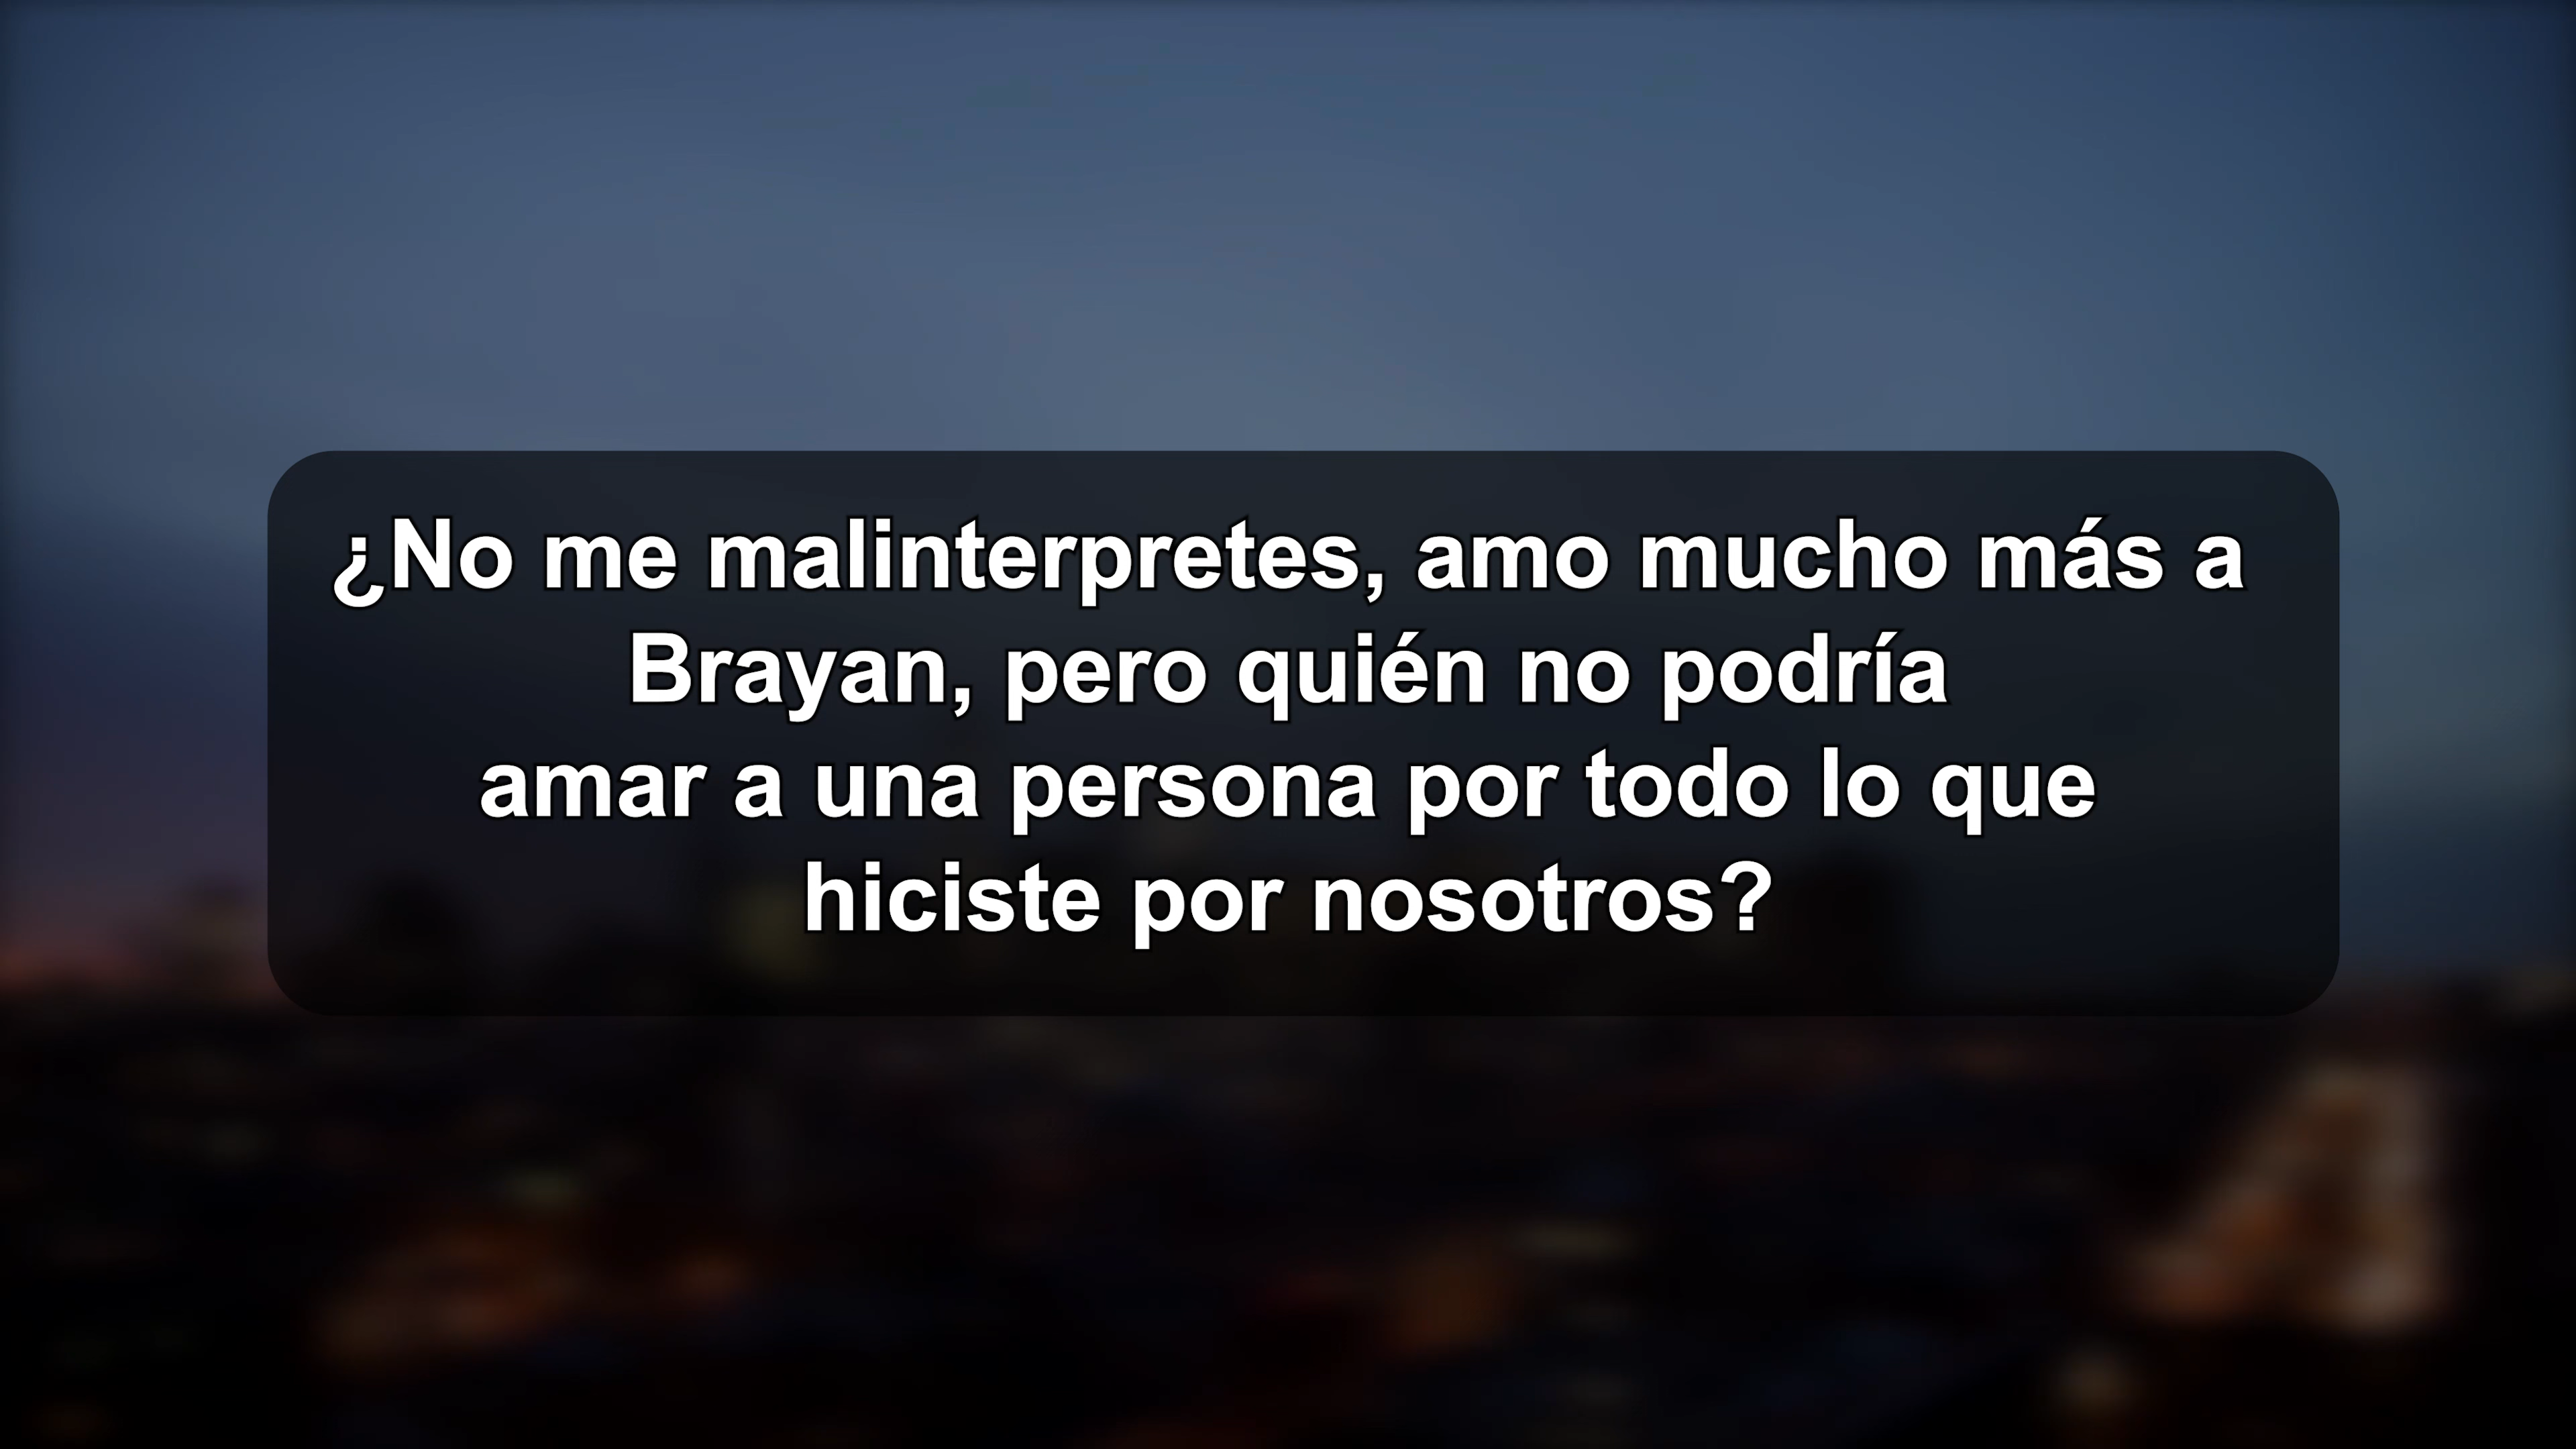 ¿No me malinterpretes, amo mucho más a
Brayan, pero quién no podría
amar a una persona por todo lo que
hiciste por nosotros?